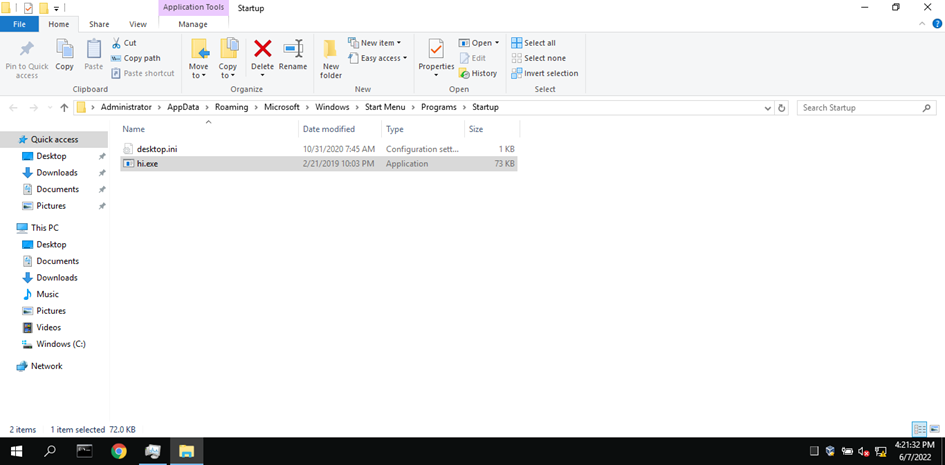 Application Tools Startup
File Home Share View Manage
Pin to Quick access
Copy
Paste
Cut
Copy path
Paste shortcut
Clipboard
Move to
Copy to
Delete
Rename
Organize
New folder
New item
Easy access
New
Properties
Open
Edit
History
Open
Select all
Select none
Invert selection
Select
Administrator > AppData > Roaming > Microsoft > Windows > Start Menu > Programs > Startup
Search Startup
Name Date modified Type Size
desktop.ini 10/31/2020 7:45 AM Configuration sett... 1 KB
hi.exe 2/21/2019 10:03 PM Application 73 KB
Quick access
Desktop
Downloads
Documents
Pictures
This PC
Desktop
Documents
Downloads
Music
Pictures
Videos
Windows (C:)
Network
2 items 1 item selected 72.0 KB
4:21:32 PM
6/7/2022